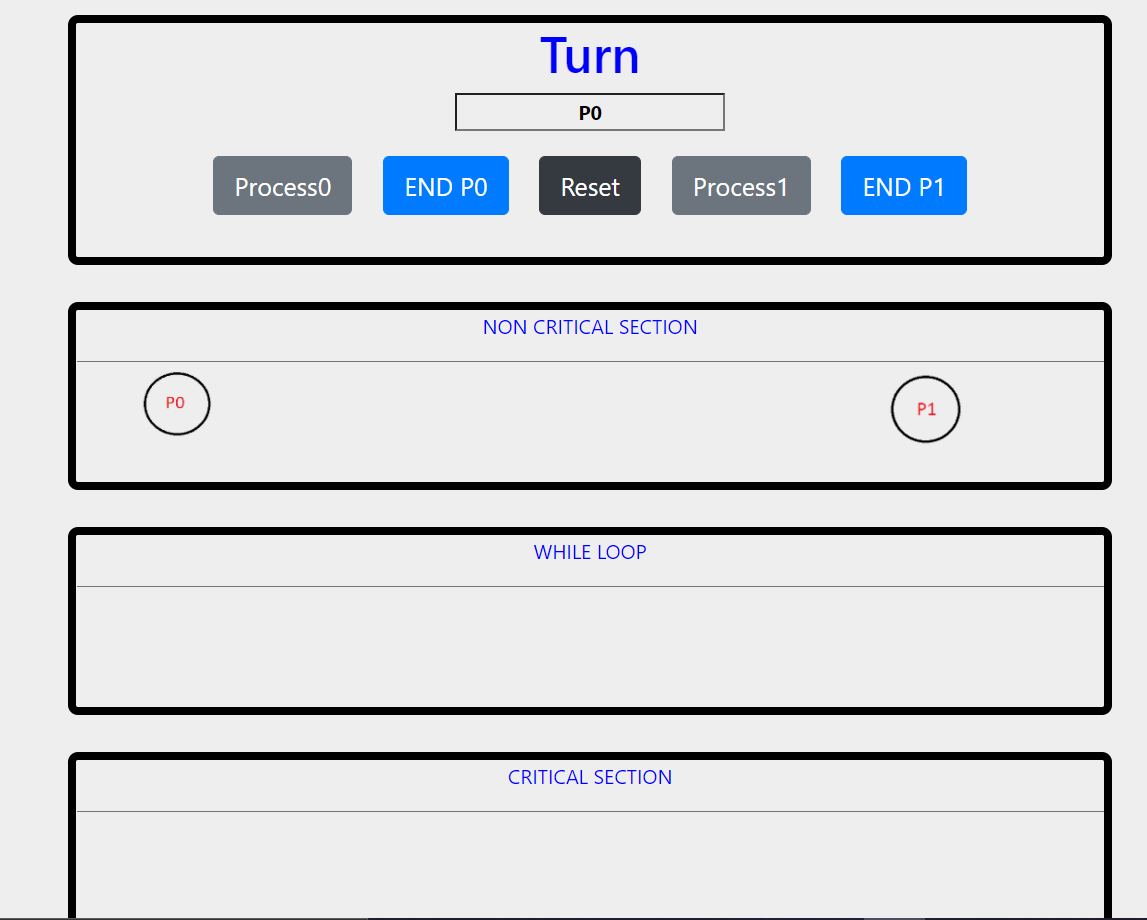 Turn
P0
Process0 END P0 Reset Process1 END P1
NON CRITICAL SECTION
P0 P1
WHILE LOOP
CRITICAL SECTION